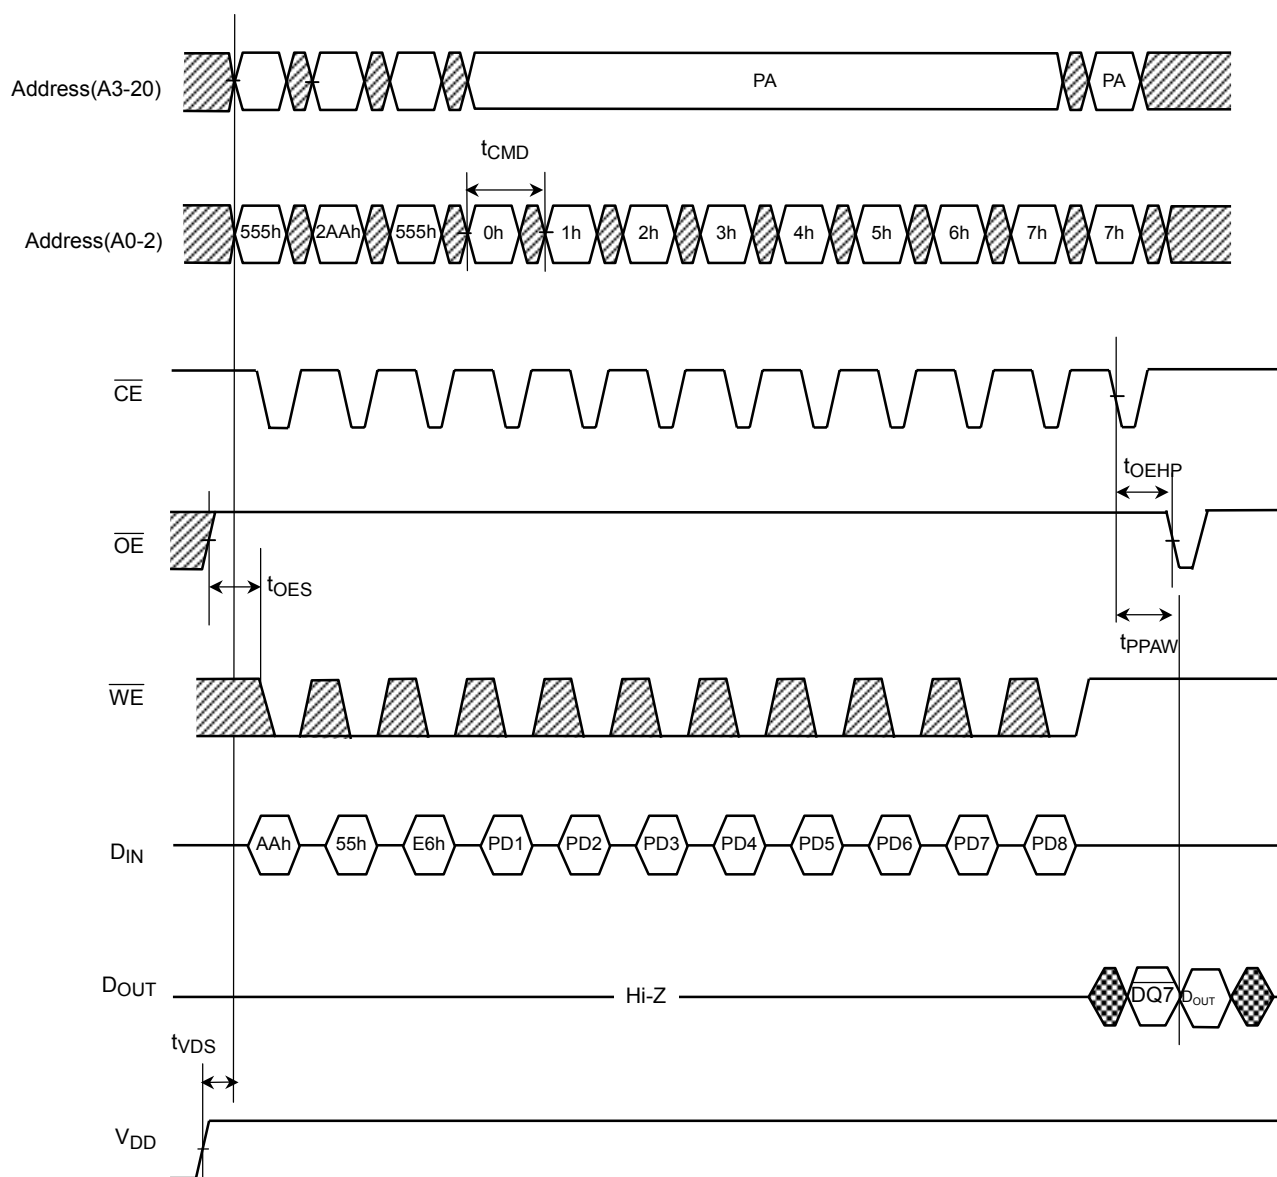 Address(A3-20) PA PA
tCMD
Address(A0-2) 555h 2AAh 555h 0h 1h 2h 3h 4h 5h 6h 7h 7h
CE
tOEHP
OE
tOES
tPPAW
WE
DIN AAh 55h E6h PD1 PD2 PD3 PD4 PD5 PD6 PD7 PD8
DOUT Hi-Z DQ7 DOUT
tVDS
VDD